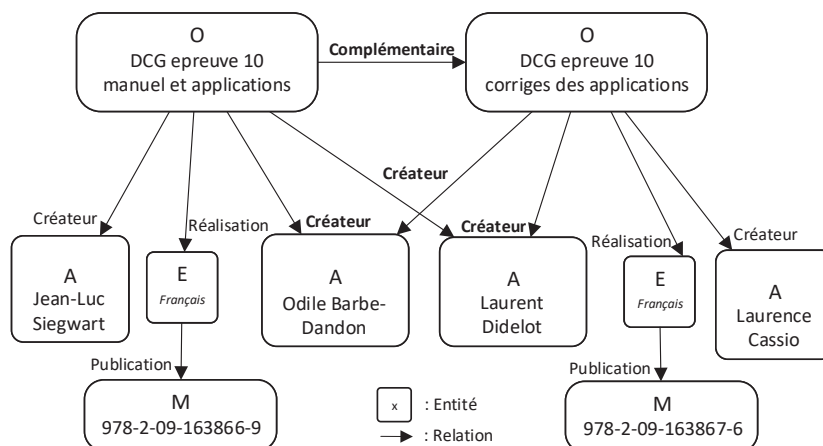 O
DCG epreuve 10
manuel et applications
Complémentaire
O
DCG epreuve 10
corriges des applications
Créateur
Créateur
Réalisation
Créateur
Créateur
Réalisation
Créateur
A
Jean-Luc
Siegwart
E
Français
A
Odile Barbe-
Dandon
A
Laurent
Didelot
E
Français
A
Laurence
Cassio
Publication
Publication
M
978-2-09-163866-9
x : Entité
: Relation
M
978-2-09-163867-6